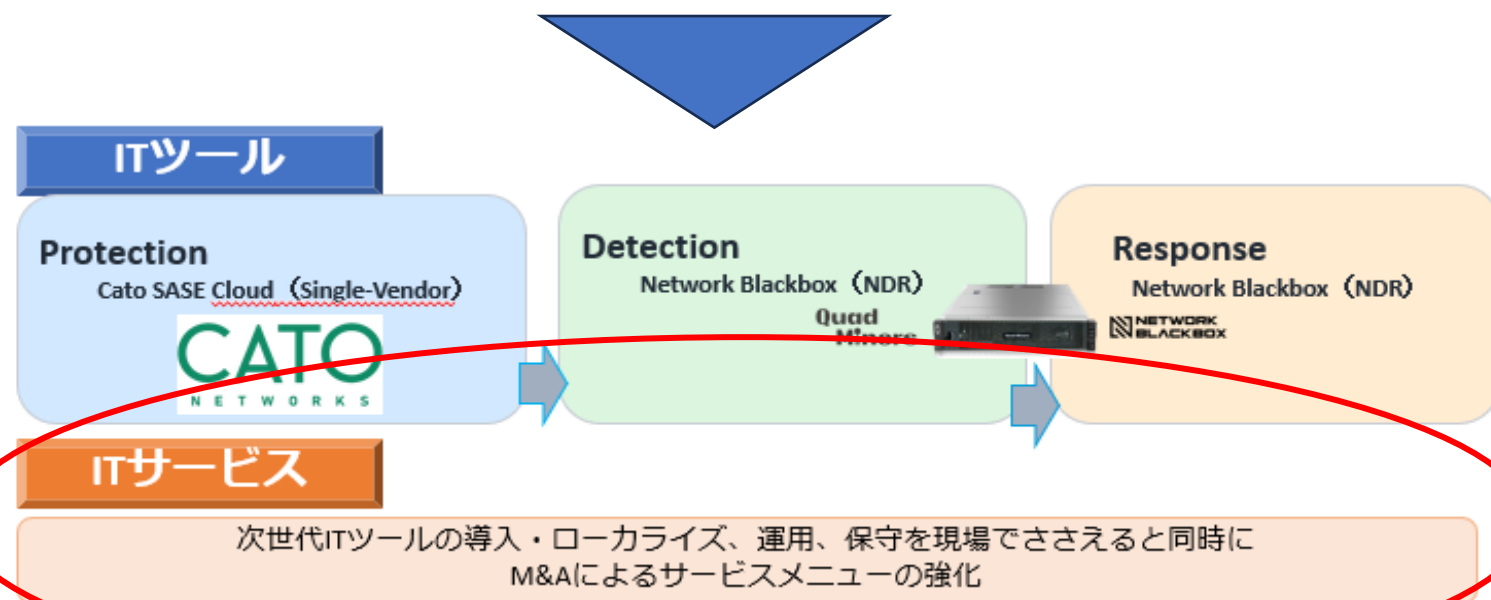 ITツール
Protection
Cato SASE Cloud（Single-Vendor）
CATO
NETWORKS
Detection
Network Blackbox（NDR）
Quad
Miners
Response
Network Blackbox（NDR）
NETWORK
BLACKBOX
ITサービス
次世代ITツールの導入・ローカライズ、運用、保守を現場でささえると同時に
M&Aによるサービスメニューの強化